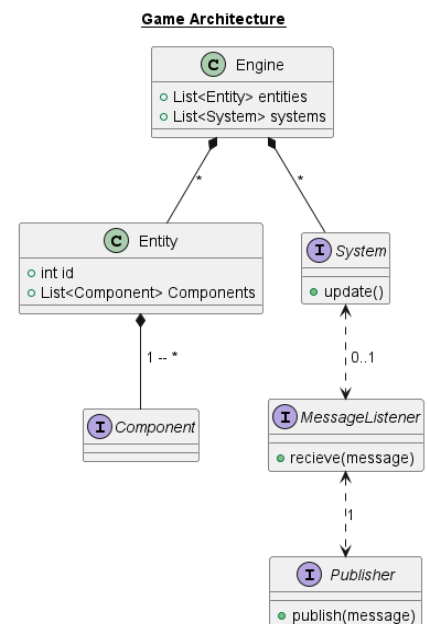 Game Architecture
C Engine
List<Entity> entities
List<System> systems
*
*
C Entity
int id
List<Component> Components
I System
update()
1 -- *
0..1
I Component
I MessageListener
recieve(message)
1
I Publisher
publish(message)